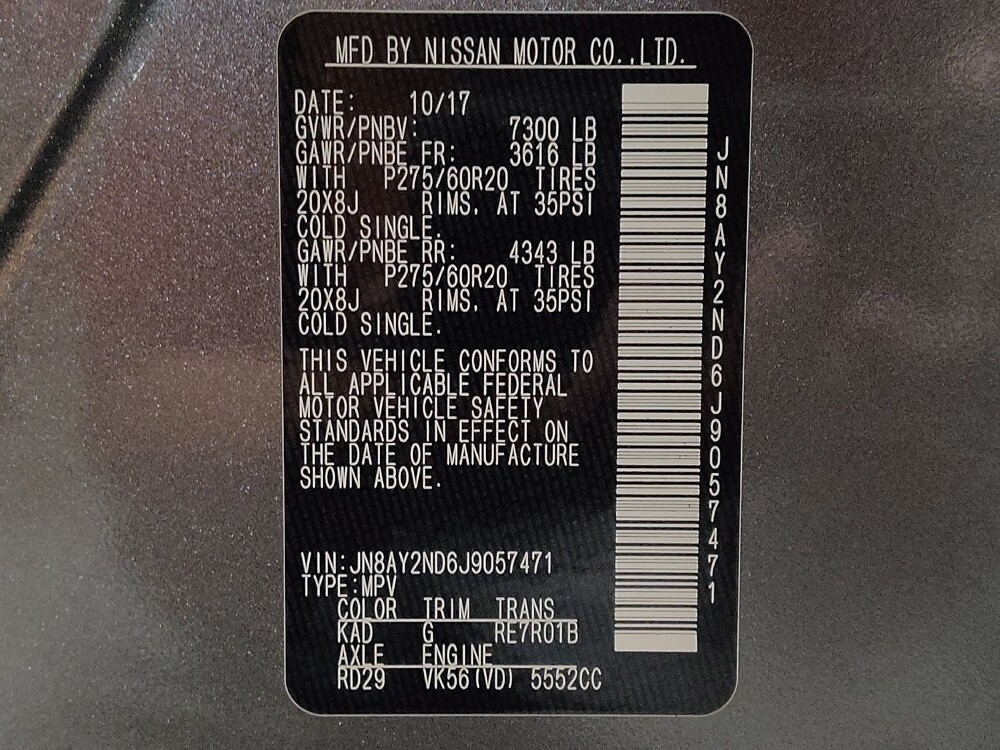 MFD BY NISSAN MOTOR CO.,LTD.
DATE: 10/17
GVWR/PNBV: 7300 LB
GAWR/PNBE FR: 3616 LB
WITH P275/60R20 TIRES
20X8J RIMS, AT 35PSI
COLD SINGLE.
GAWR/PNBE RR: 4343 LB
WITH P275/60R20 TIRES
20X8J RIMS, AT 35PSI
COLD SINGLE.
THIS VEHICLE CONFORMS TO
ALL APPLICABLE FEDERAL
MOTOR VEHICLE SAFETY
STANDARDS IN EFFECT ON
THE DATE OF MANUFACTURE
SHOWN ABOVE.
VIN:JN8AY2ND6J9057471
TYPE:MPV
COLOR TRIM TRANS
KAD G RE7R01B
AXLE ENGINE
RD29 VK56(VD) 5552CC
JN8AY2ND6J9057471